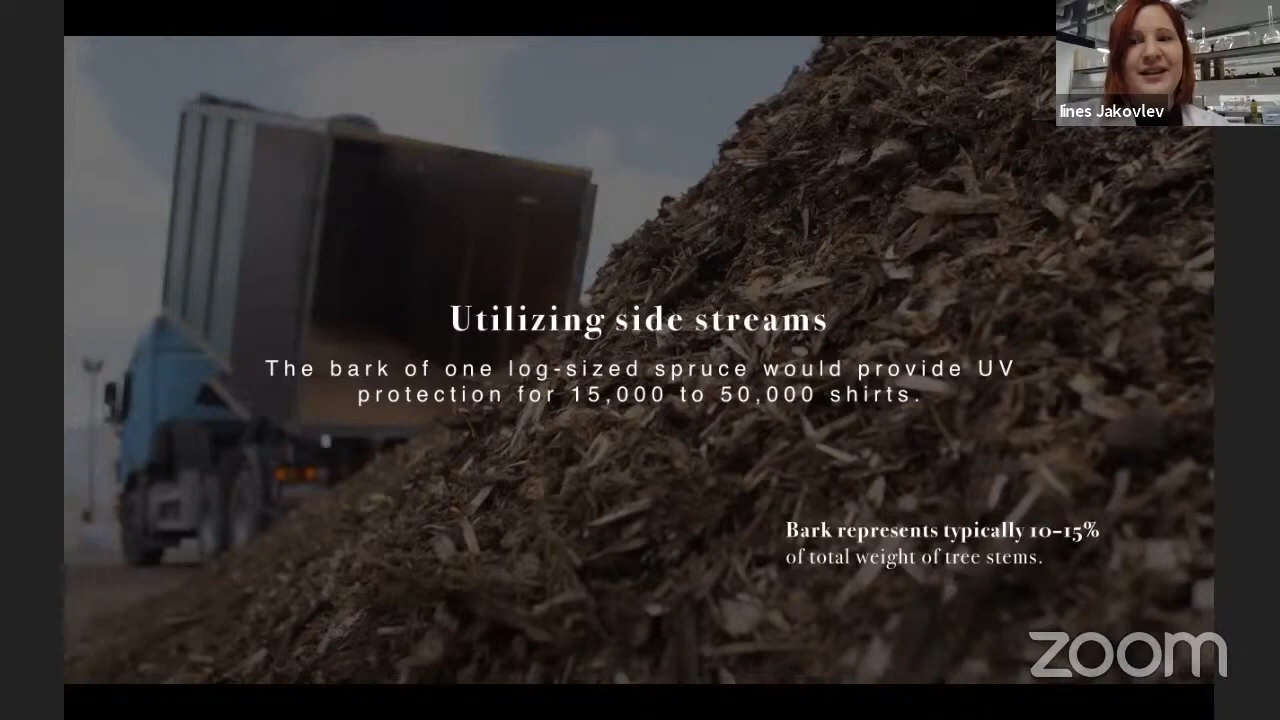 Iines Jakovlev
Utilizing side streams
The bark of one log-sized spruce would provide UV
protection for 15,000 to 50,000 shirts.
Bark represents typically 10–15%
of total weight of tree stems.
zoom